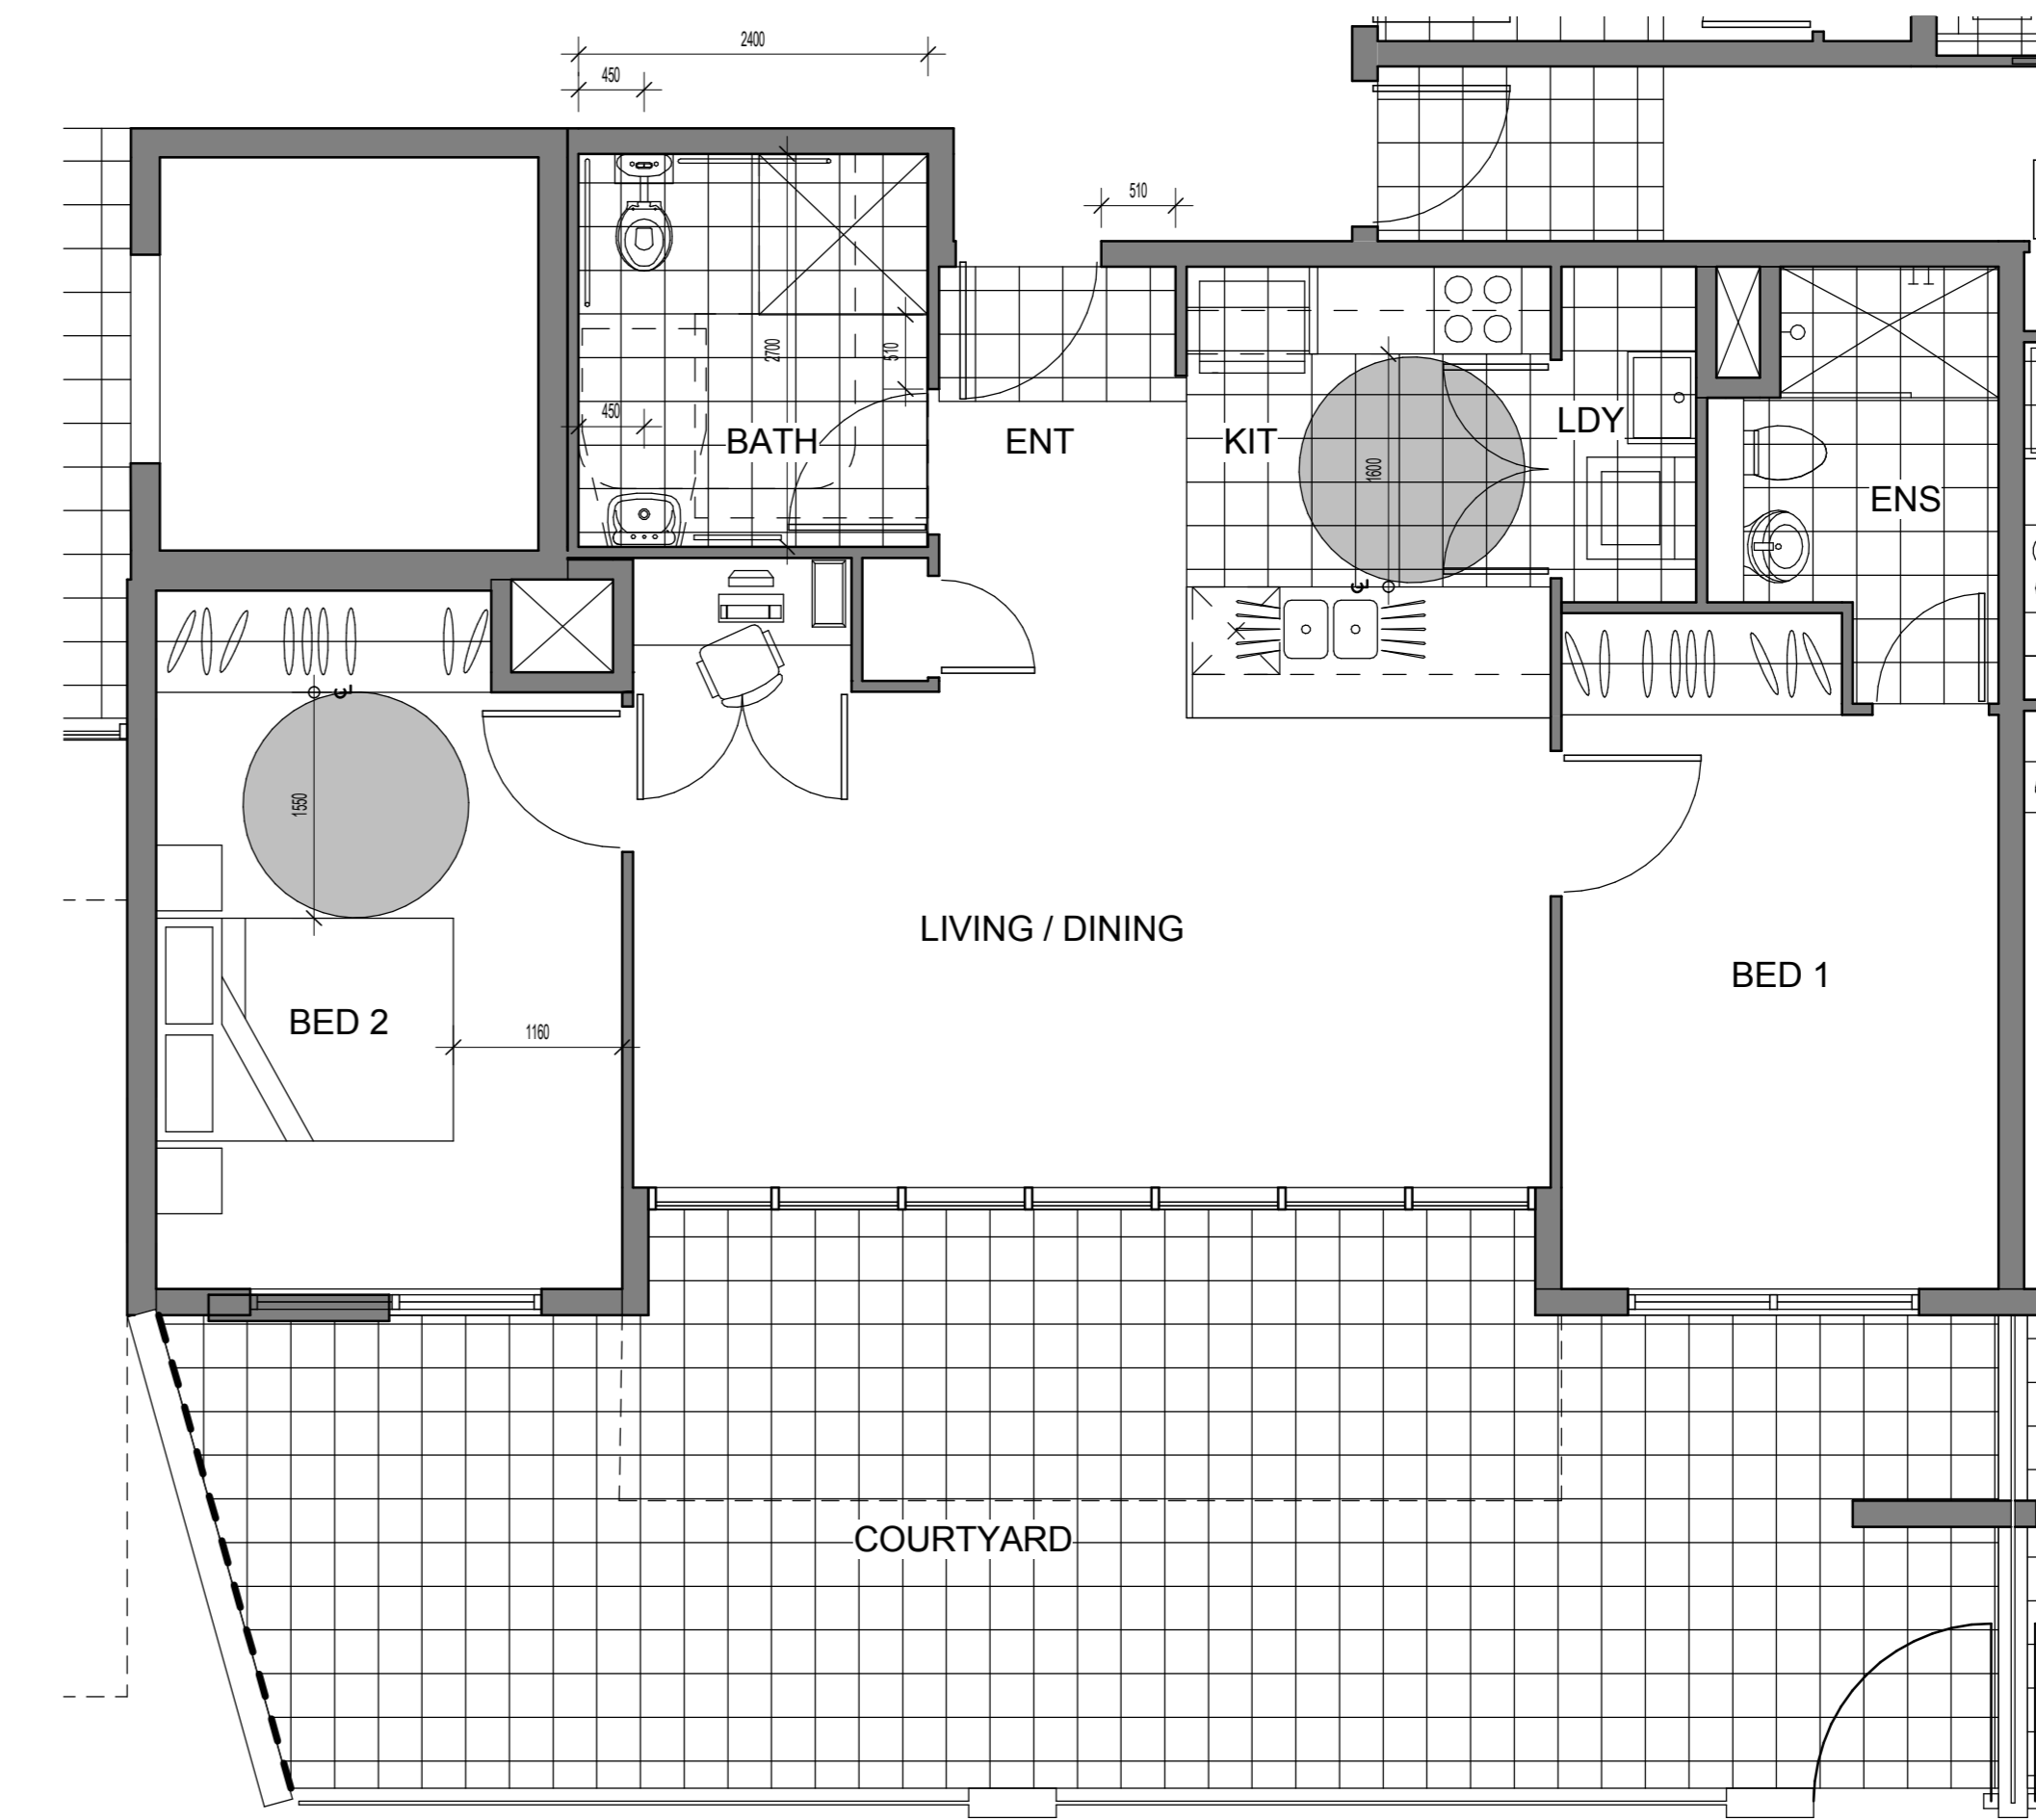 2400
450
510
2700
510
450
BATH
ENT
KIT
1600
LDY
ENS
1550
LIVING / DINING
BED 1
BED 2
1160
COURTYARD